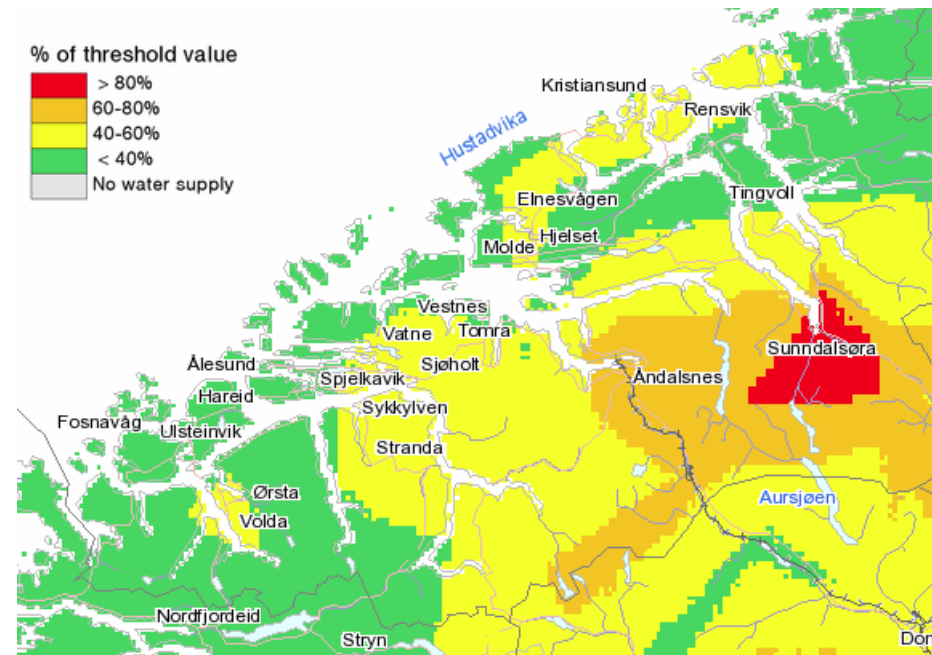 % of threshold value
> 80%
60-80%
40-60%
< 40%
No water supply
Kristiansund
Rensvik
Hustadvika
Tingvoll
Elnesvågen
Hjelset
Molde
Vestnes
Tomra
Vatne
Sunndalsøra
Ålesund
Sjøholt
Spjelkavik
Åndalsnes
Hareid
Sykkylven
Fosnavåg
Ulsteinvik
Stranda
Ørsta
Aursjøen
Volda
Nordfjordeid
Stryn
Dom